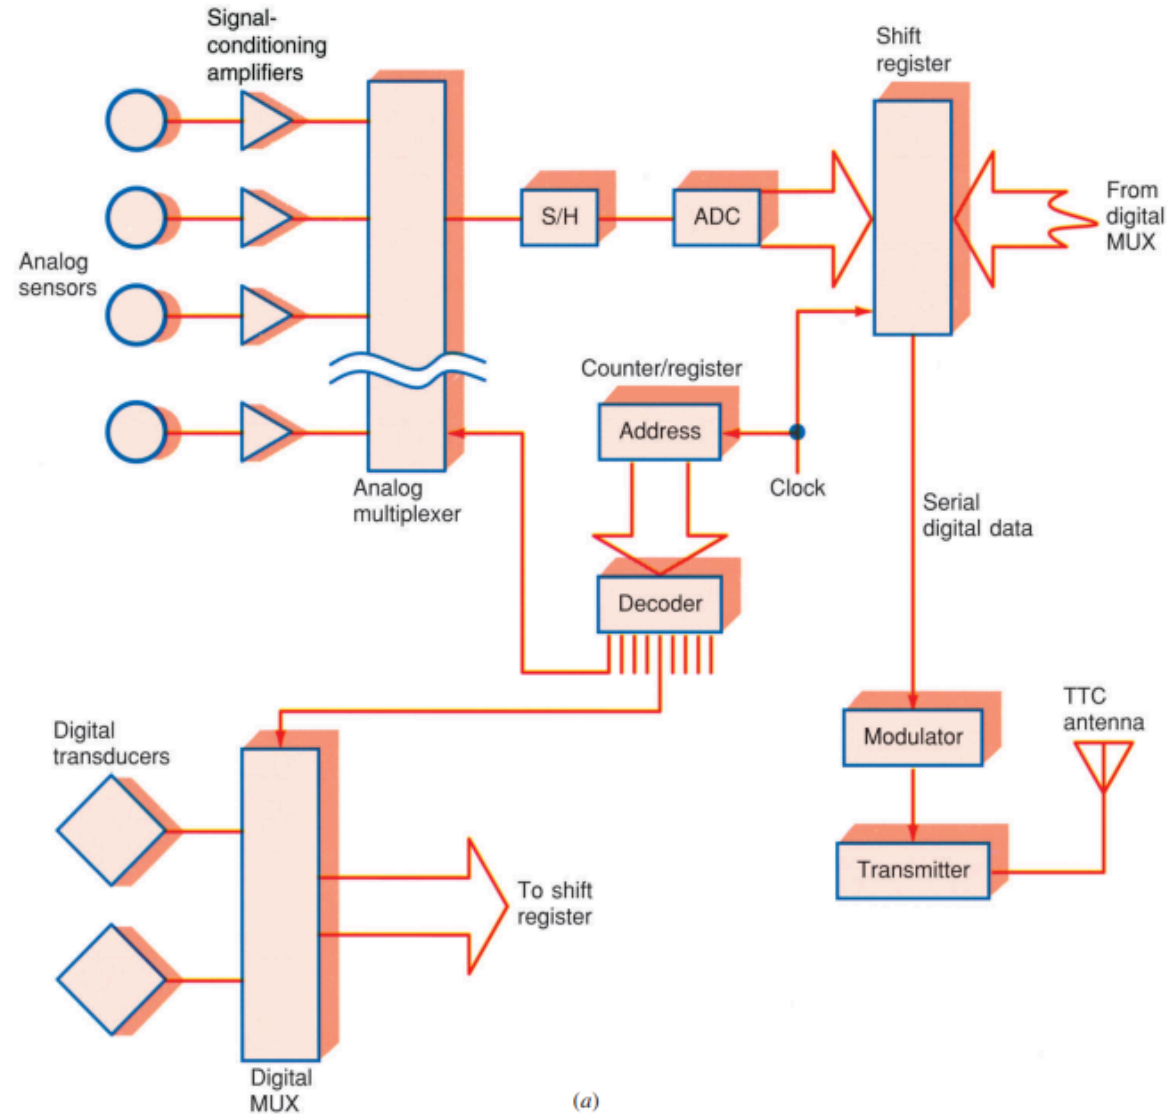 Signal-
conditioning
amplifiers
Shift
register
S/H
ADC
From
digital
MUX
Analog
sensors
Counter/register
Address
Clock
Analog
multiplexer
Serial
digital data
Decoder
TTC
antenna
Digital
transducers
Modulator
Transmitter
To shift
register
Digital
MUX
(a)